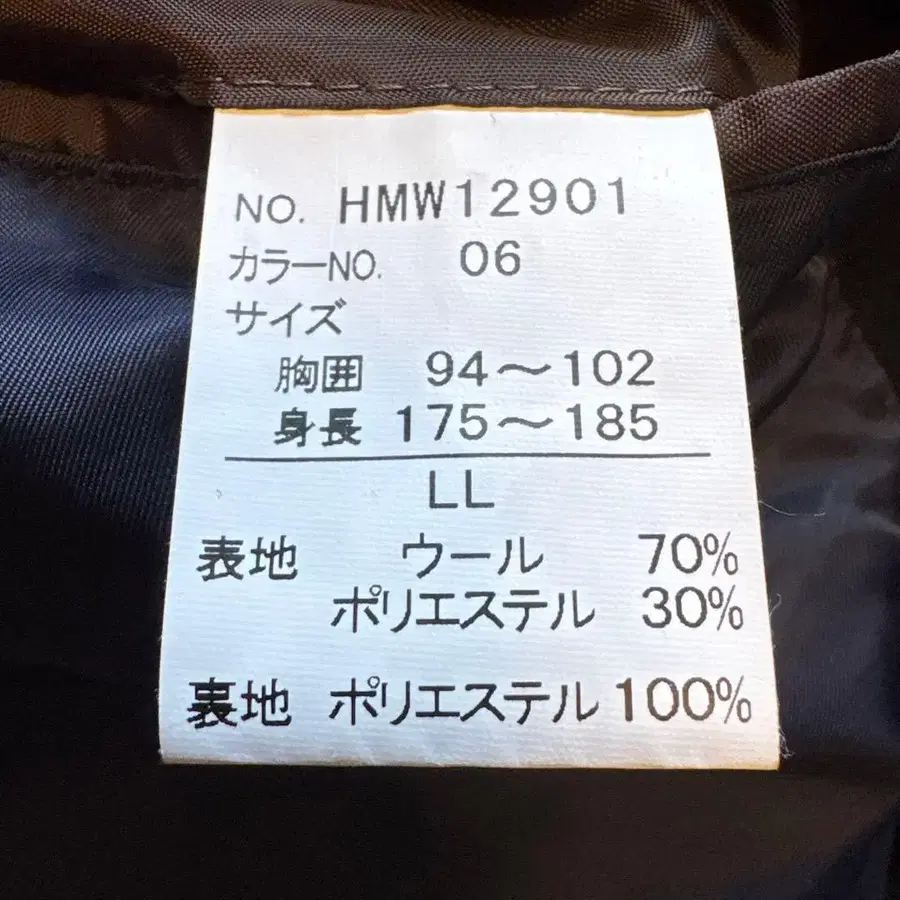 NO. HMW12901
カラーNO. 06
サイズ
胸囲 94～102
身長 175～185
LL
表地 ウール 70%
ポリエステル 30%
裏地 ポリエステル 100%